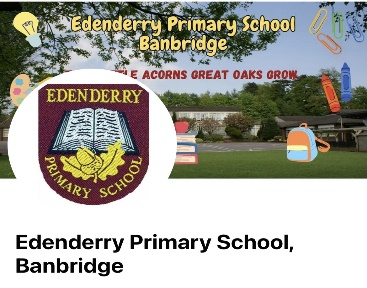 Edenderry Primary School
Banbridge
LE ACORNS GREAT OAKS GROW
EDENDERRY
PRIMARY SCHOOL
Edenderry Primary School,
Banbridge